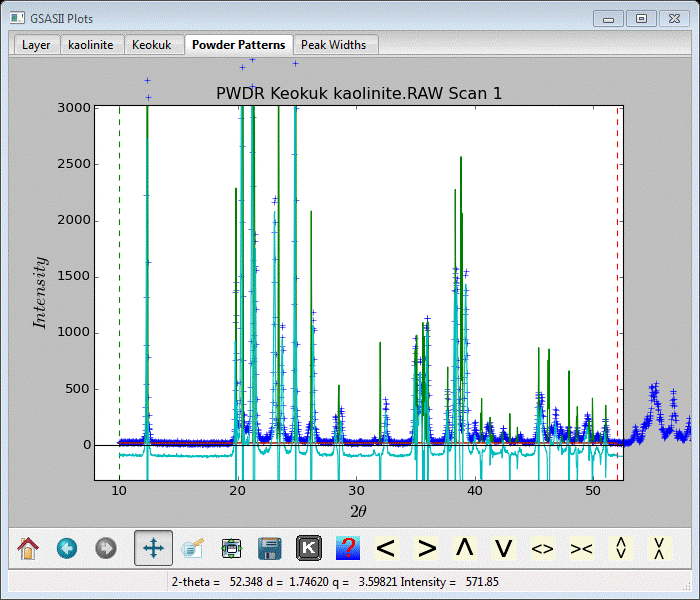 GSASII Plots
Layer kaolinite Keokuk Powder Patterns Peak Widths
PWDR Keokuk kaolinite.RAW Scan 1
3000
2500
2000
1500
1000
500
0
Intensity
10 20 30 40 50
2θ
K ? < > Λ V <> ><
2-theta = 52.348 d = 1.74620 q = 3.59821 Intensity = 571.85